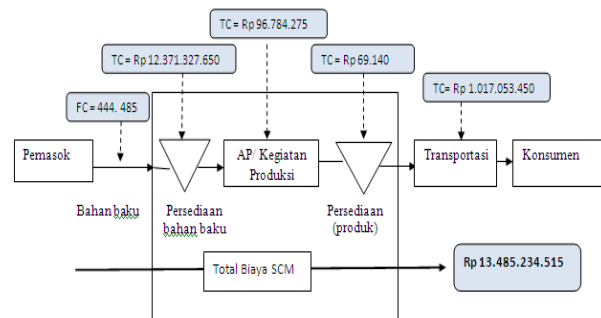 TC = Rp 96.784.275
TC = Rp 12.371.327.650
TC = Rp 69.140
TC = Rp 1.017.053.450
FC = 444. 485
Pemasok
AP/ Kegiatan
Produksi
Transportasi
Konsumen
Bahan baku
Persediaan
bahan baku
Persediaan
(produk)
Total Biaya SCM
Rp 13.485.234.515